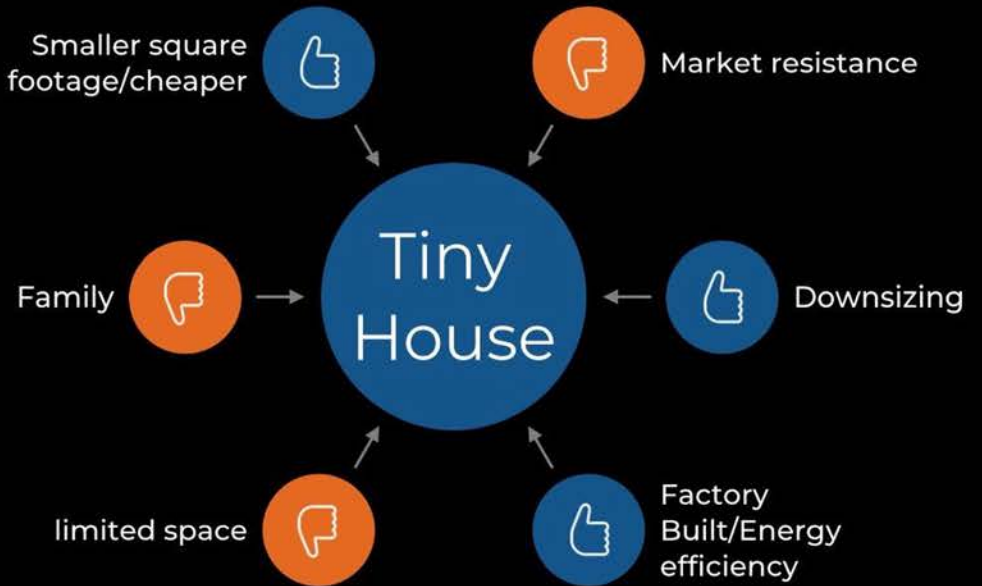 Smaller square
footage/cheaper
Market resistance
Tiny
House
Family
Downsizing
limited space
Factory
Built/Energy
efficiency